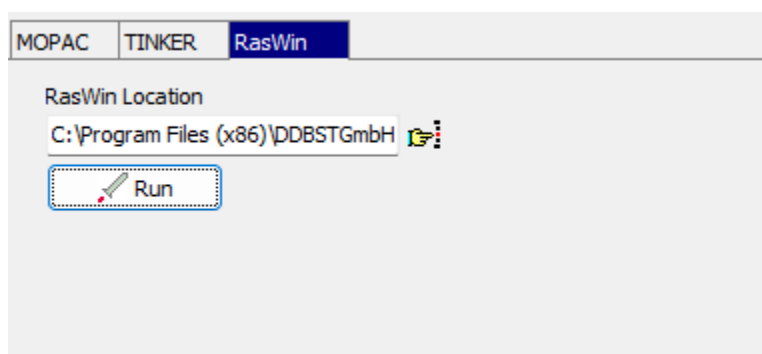 MOPAC TINKER RasWin
RasWin Location
C:\Program Files (x86)\DDBSTGmbH
Run